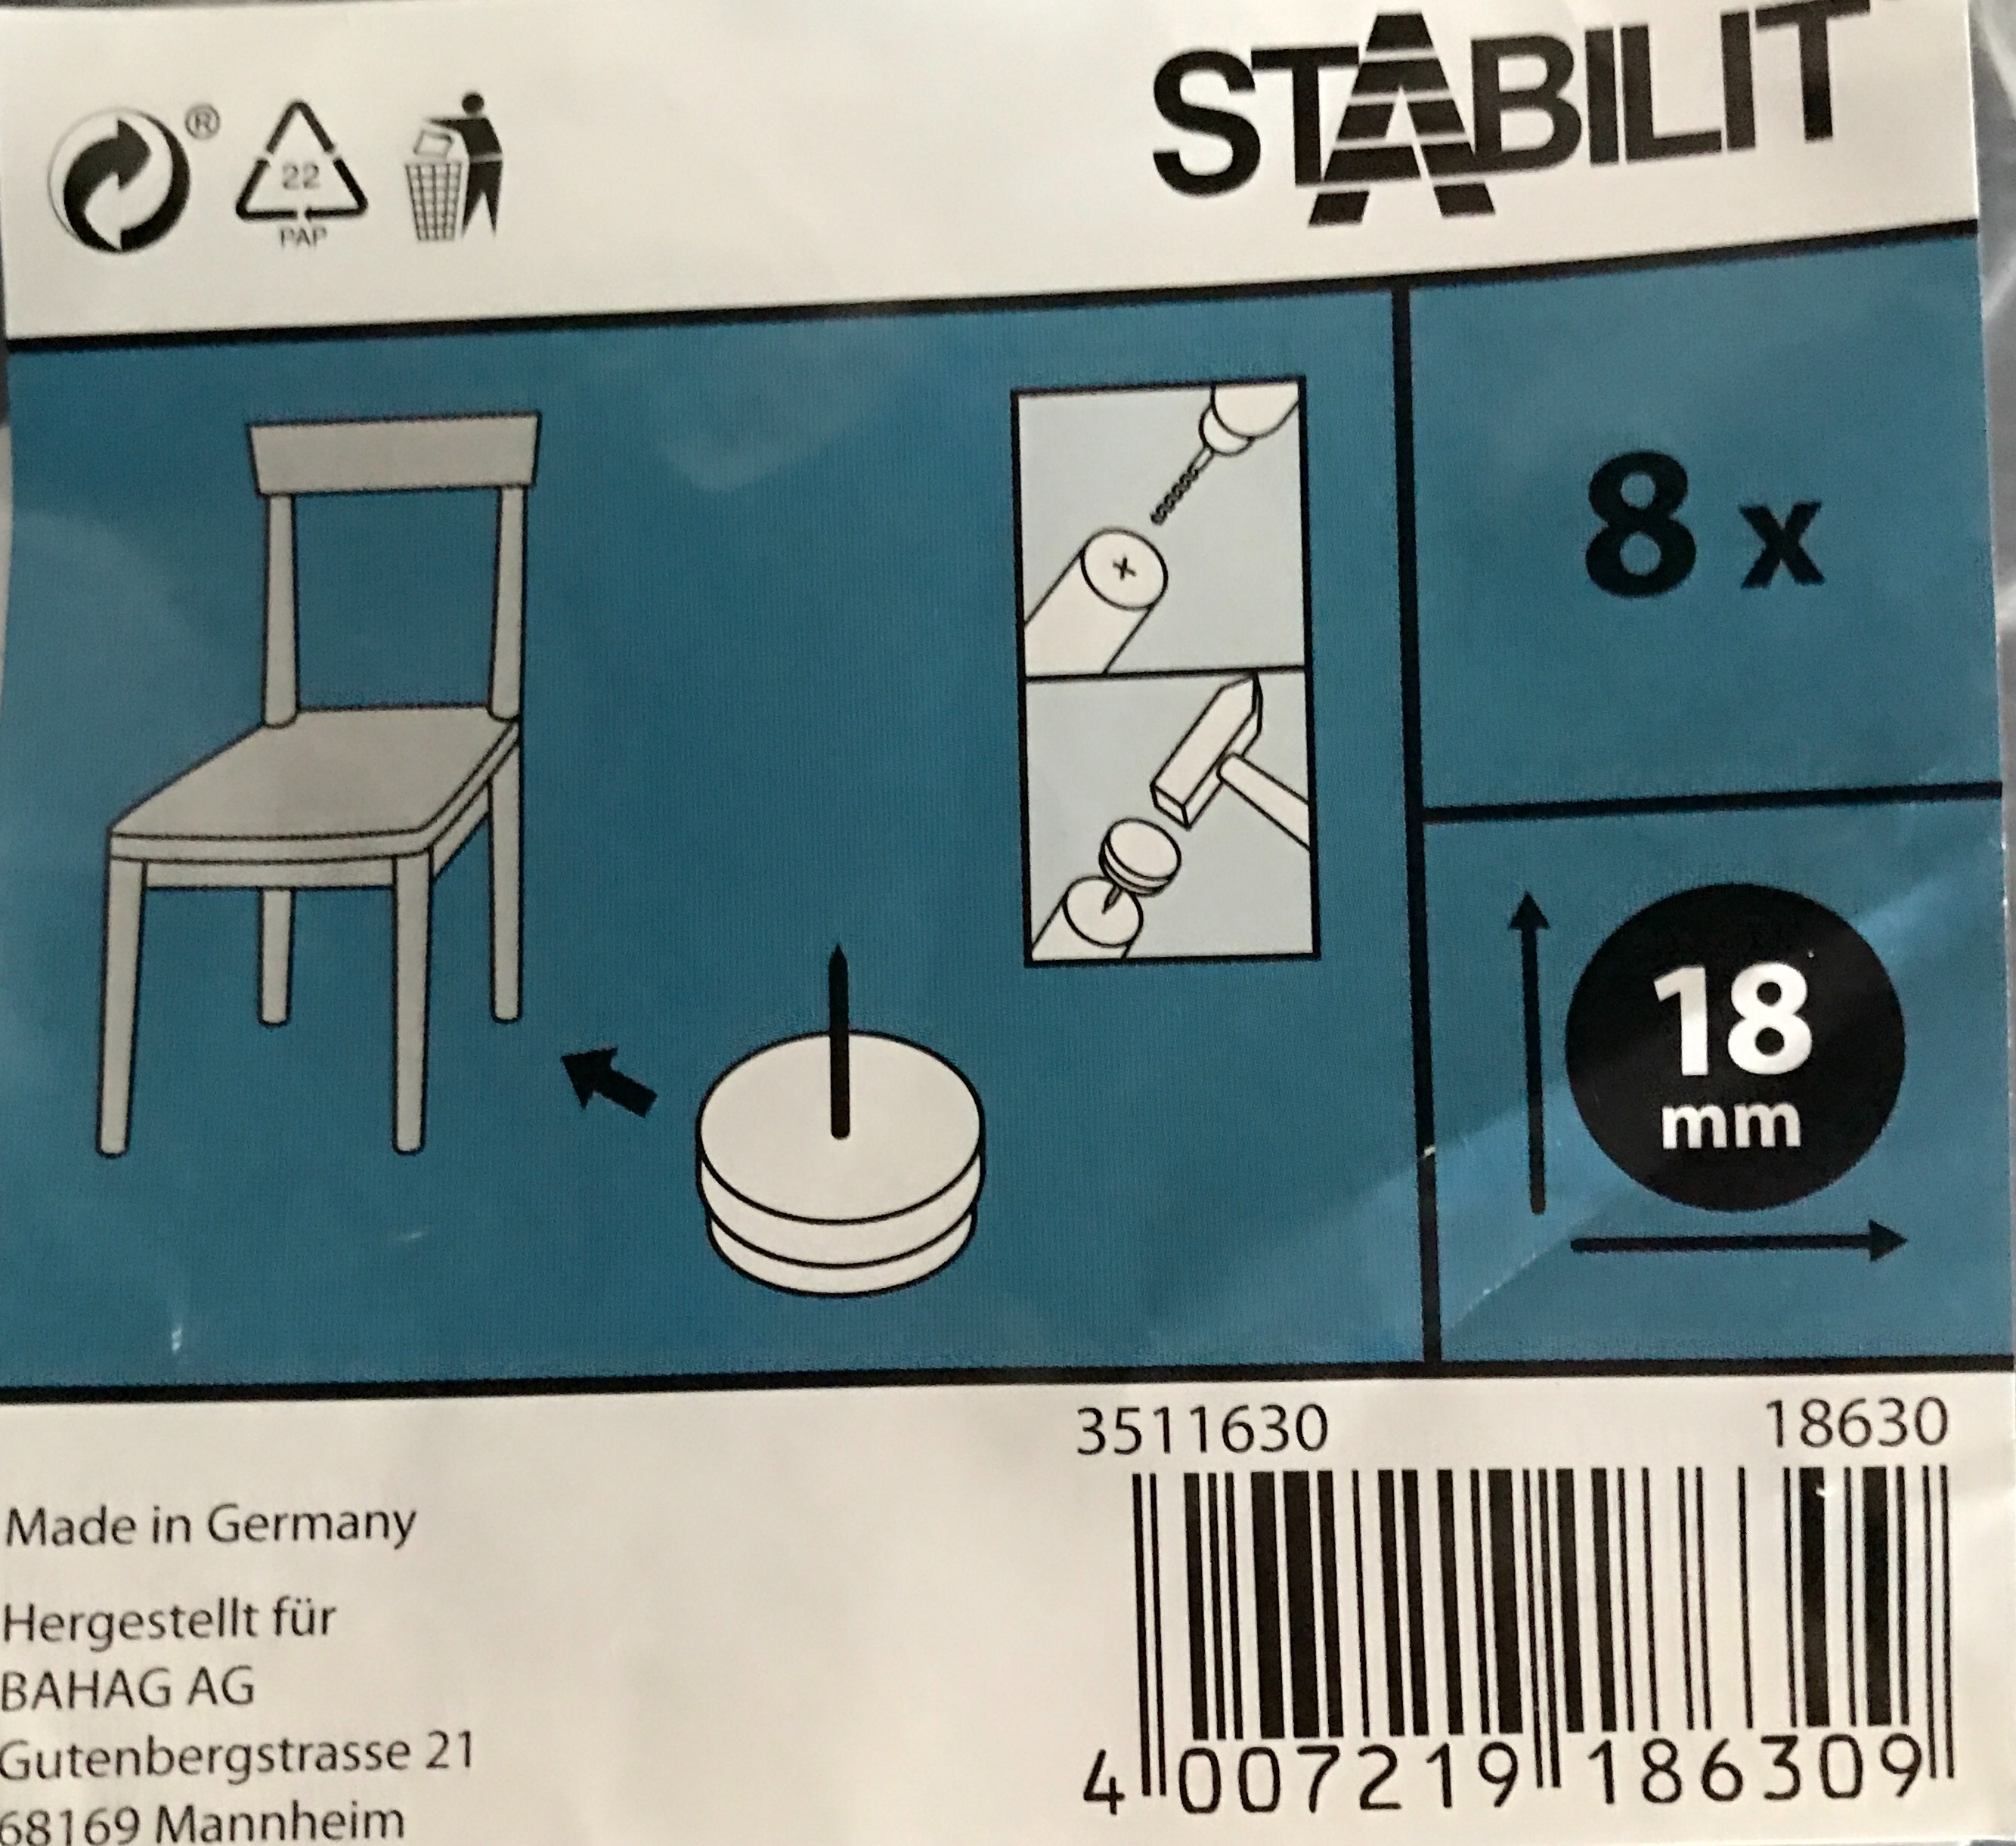 ®
22
PAP
STABILIT
8 x
18
mm
3511630 18630
4 007219 186309
Made in Germany
Hergestellt für
BAHAG AG
Gutenbergstrasse 21
68169 Mannheim